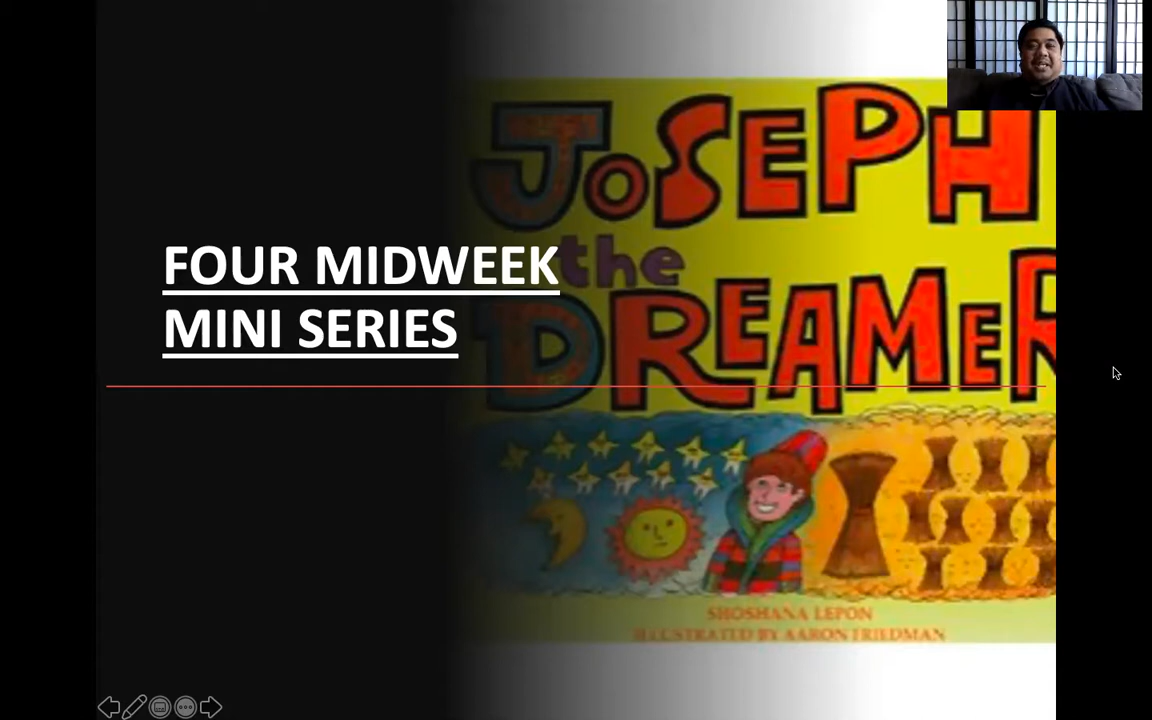 FOUR MIDWEEK
MINI SERIES
JOSEPH
the
DREAMER
SHOSHANA LEPON
ILLUSTRATED BY AARON FRIEDMAN